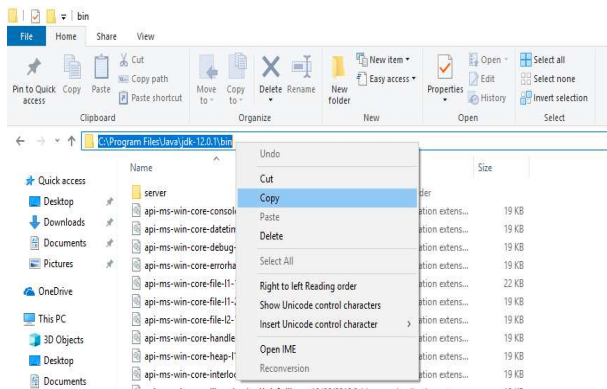 bin
File Home Share View
Pin to Quick access
Copy
Paste
Cut
Copy path
Paste shortcut
Clipboard
Move to
Copy to
Delete
Rename
Organize
New folder
New item
Easy access
New
Properties
Open
Edit
History
Open
Select all
Select none
Invert selection
Select
C:\Program Files\Java\jdk-12.0.1\bin
Name
Size
Quick access
Desktop
Downloads
Documents
Pictures
OneDrive
This PC
3D Objects
Desktop
Documents
server
api-ms-win-core-consol
api-ms-win-core-datetin
api-ms-win-core-debug-
api-ms-win-core-errorha
api-ms-win-core-file-l1-
api-ms-win-core-file-l1-
api-ms-win-core-file-l2-
api-ms-win-core-handle
api-ms-win-core-heap-l
api-ms-win-core-interloc
Undo
Cut
Copy
Paste
Delete
Select All
Right to left Reading order
Show Unicode control characters
Insert Unicode control character >
Open IME
Reconversion
der
ation extens... 19 KB
ation extens... 19 KB
ation extens... 19 KB
ation extens... 19 KB
ation extens... 22 KB
ation extens... 19 KB
ation extens... 19 KB
ation extens... 19 KB
ation extens... 19 KB
ation extens... 19 KB